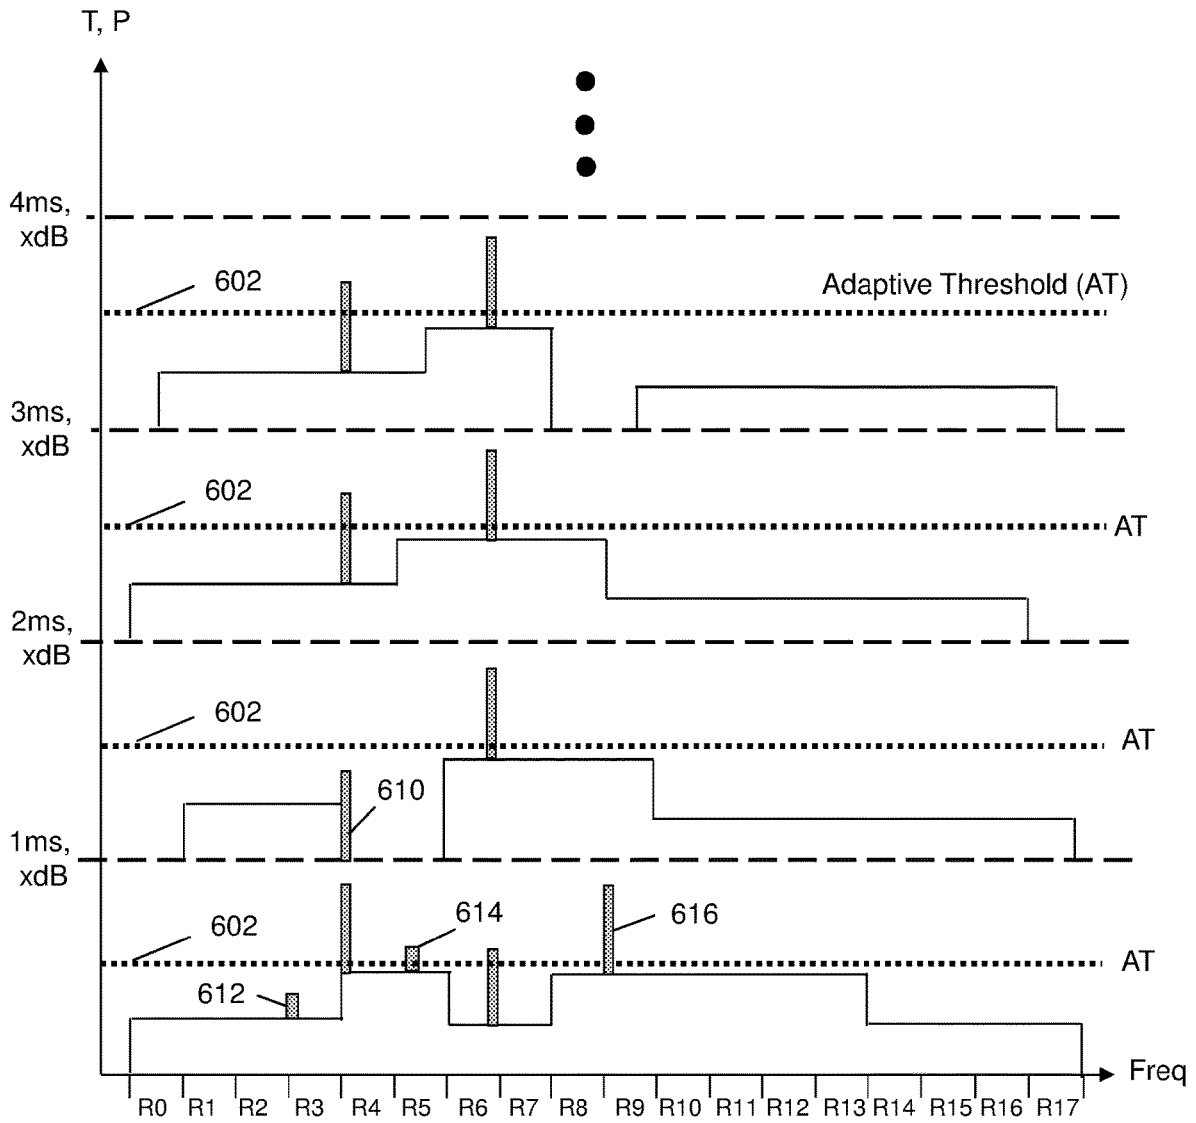 T, P
4ms,
xdB
602
Adaptive Threshold (AT)
3ms,
xdB
602
AT
2ms,
xdB
602
AT
610
1ms,
xdB
602
614
616
AT
612
Freq
R0 R1 R2 R3 R4 R5 R6 R7 R8 R9 R10 R11 R12 R13 R14 R15 R16 R17